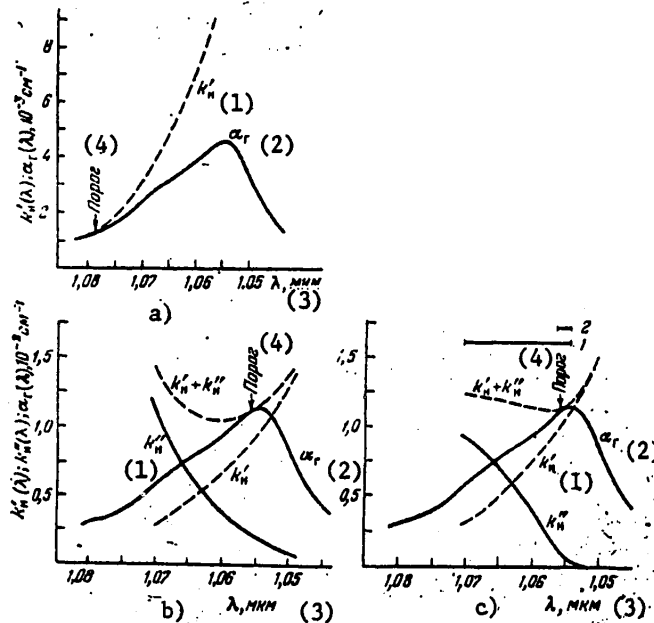 k'н(λ); αг(λ), 10⁻³ см⁻¹
8
6
4
2
(4)
Порог
k'н (1)
αг (2)
1,08 1,07 1,06 1.05 λ, мкм
a) (3)
k'н(λ); k''н(λ); αг(λ), 10⁻² см⁻¹
1,5
1,0
0,5
(4)
k'н + k''н
Порог
k''н
(1)
k'н
αг
(2)
1,08 1,07 1,06 1,05
b) λ, мкм (3)
2
1
1,5
1,0
0,5
(4)
k'н + k''н
Порог
αг
(2)
k'н
(I)
k''н
1,08 1,07 1,06 1,05
c) λ, мкм (3)